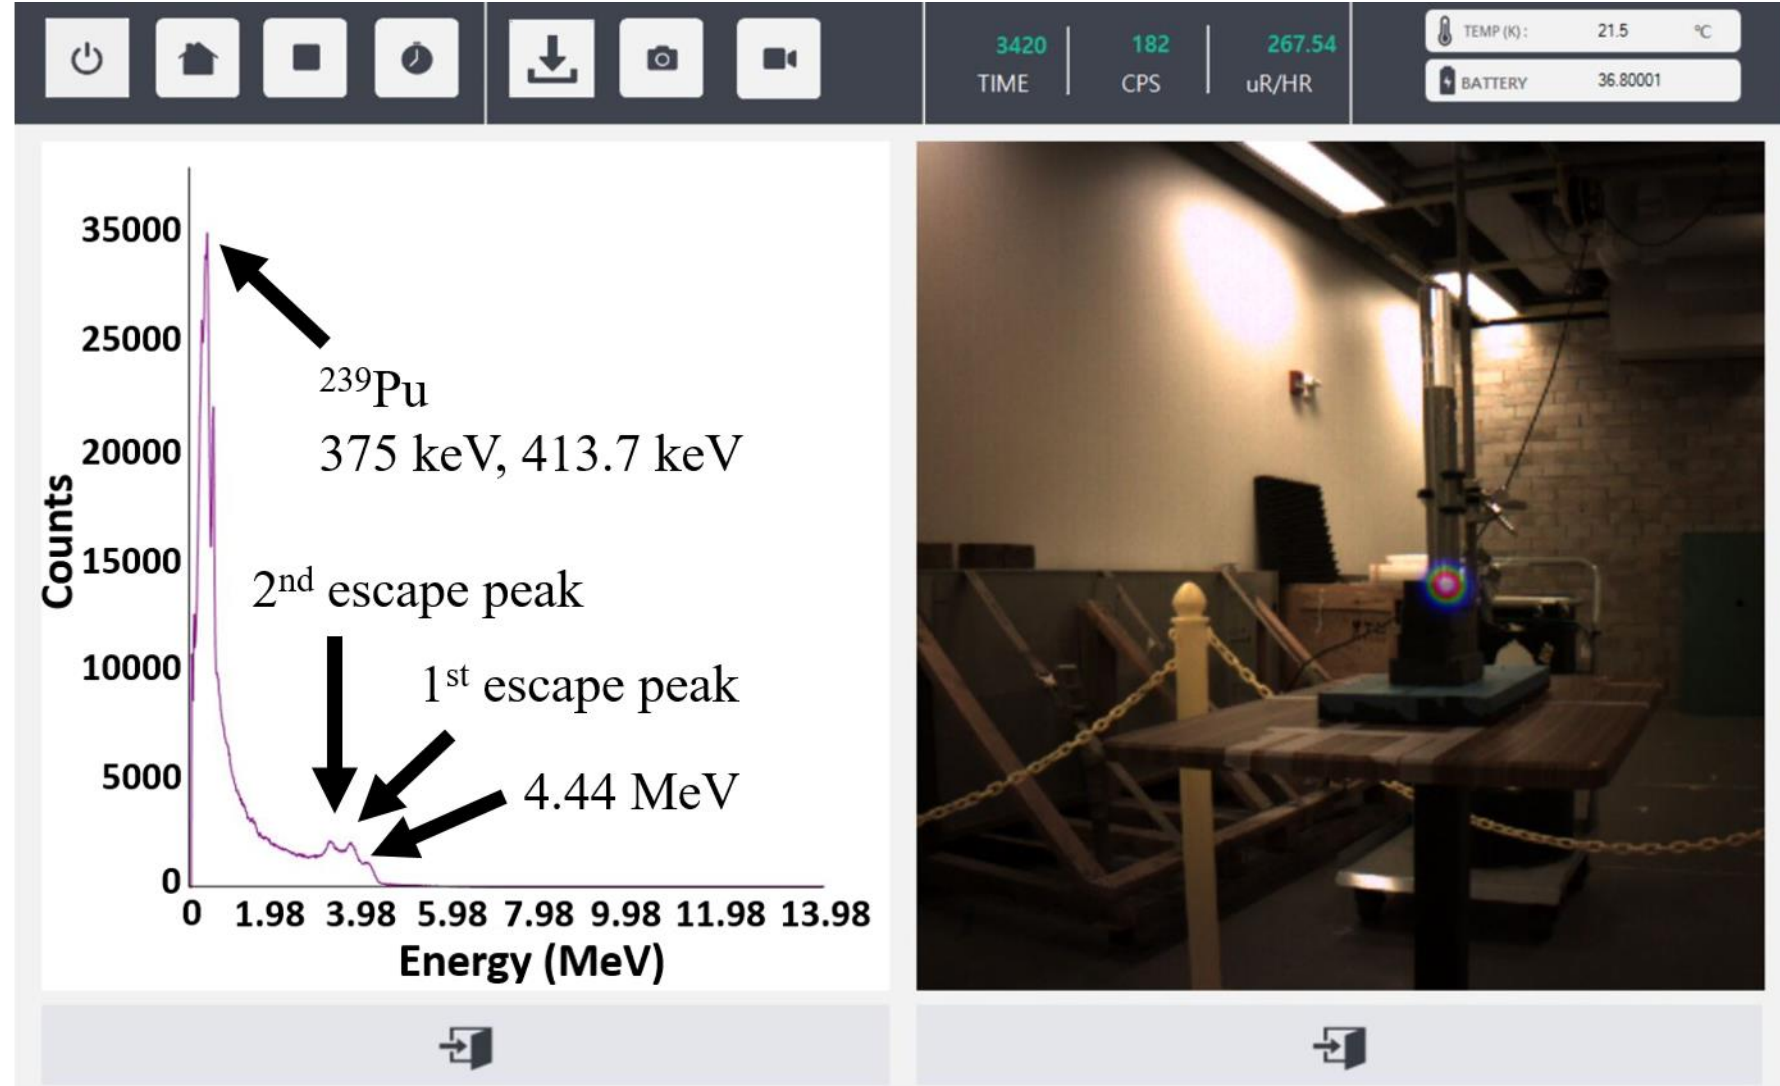 3420
TIME
182
CPS
267.54
uR/HR
TEMP (K) :
21.5
°C
BATTERY
36.80001
Counts
35000
25000
20000
15000
10000
5000
0
²³⁹Pu
375 keV, 413.7 keV
2ⁿᵈ escape peak
1ˢᵗ escape peak
4.44 MeV
0 1.98 3.98 5.98 7.98 9.98 11.98 13.98
Energy (MeV)